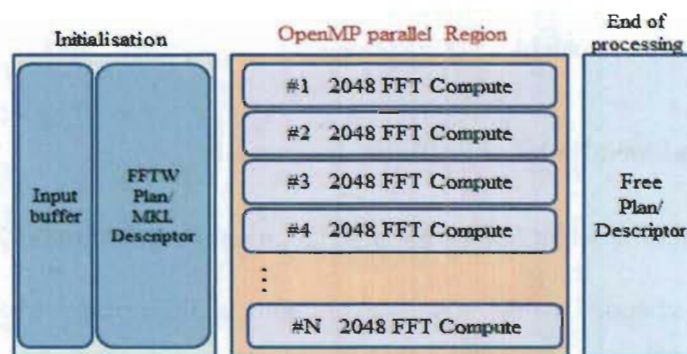 Initialisation
Input
buffer
FFTW
Plan/
MKL
Descriptor
OpenMP parallel Region
#1 2048 FFT Compute
#2 2048 FFT Compute
#3 2048 FFT Compute
#4 2048 FFT Compute
⋮
#N 2048 FFT Compute
End of
processing
Free
Plan/
Descriptor